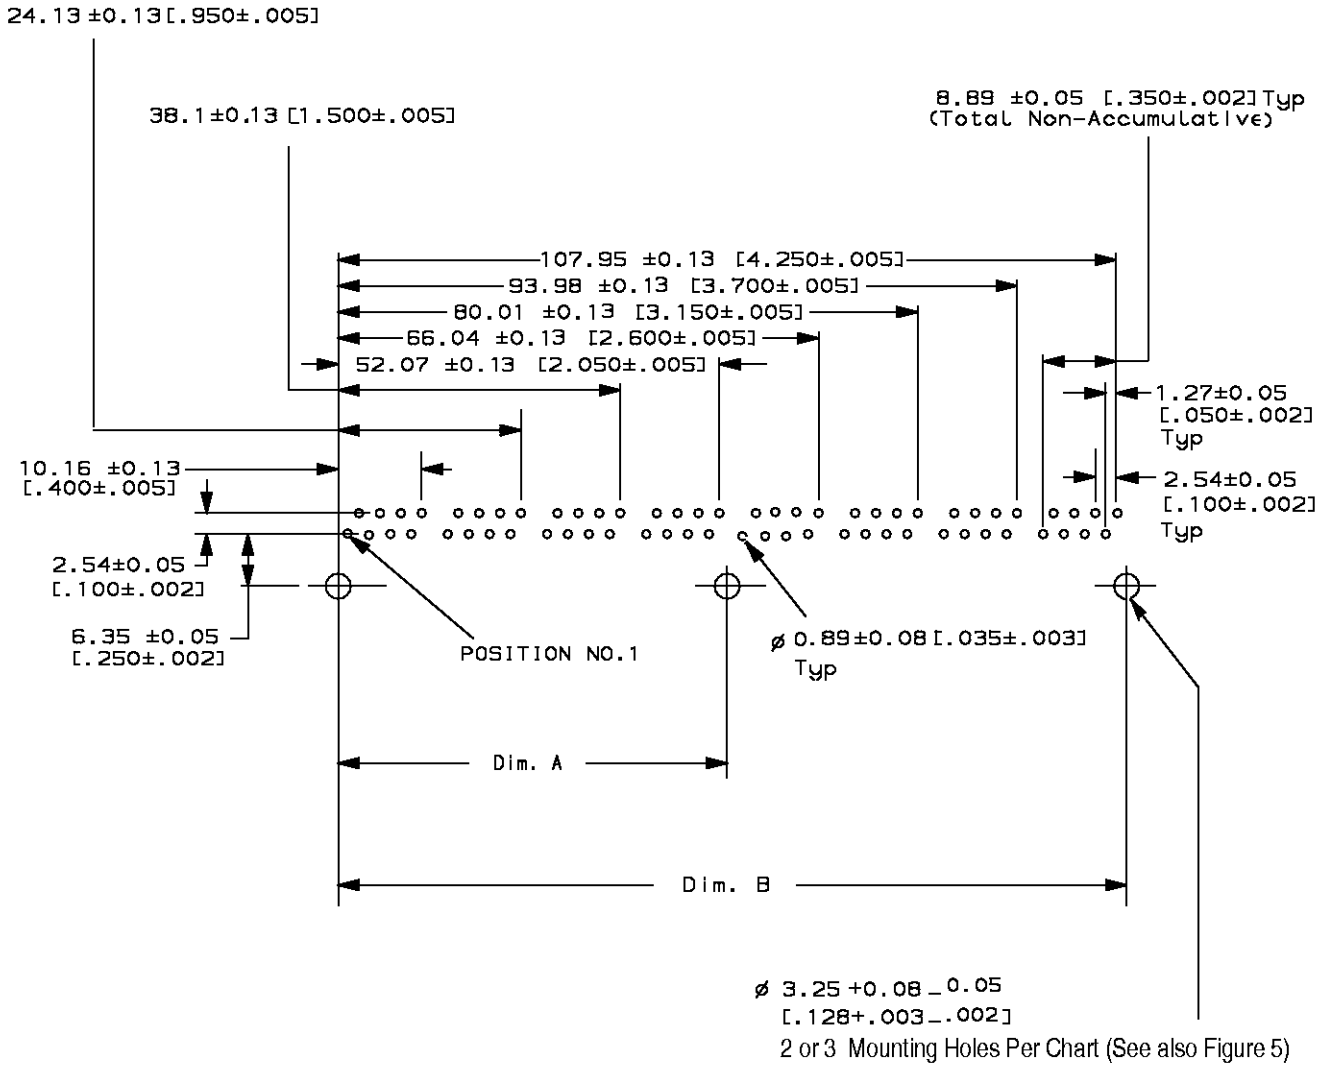 24.13 ±0.13 [.950±.005]
38.1±0.13 [1.500±.005]
8.89 ±0.05 [.350±.002] Typ
(Total Non-Accumulative)
107.95 ±0.13 [4.250±.005]
93.98 ±0.13 [3.700±.005]
80.01 ±0.13 [3.150±.005]
66.04 ±0.13 [2.600±.005]
52.07 ±0.13 [2.050±.005]
1.27±0.05
[.050±.002]
Typ
10.16 ±0.13
[.400±.005]
2.54±0.05
[.100±.002]
Typ
2.54±0.05
[.100±.002]
6.35 ±0.05
[.250±.002]
POSITION NO.1
ø 0.89±0.08 [.035±.003]
Typ
Dim. A
Dim. B
ø 3.25 +0.08 _ 0.05
[.128+.003 _ .002]
2 or 3 Mounting Holes Per Chart (See also Figure 5)